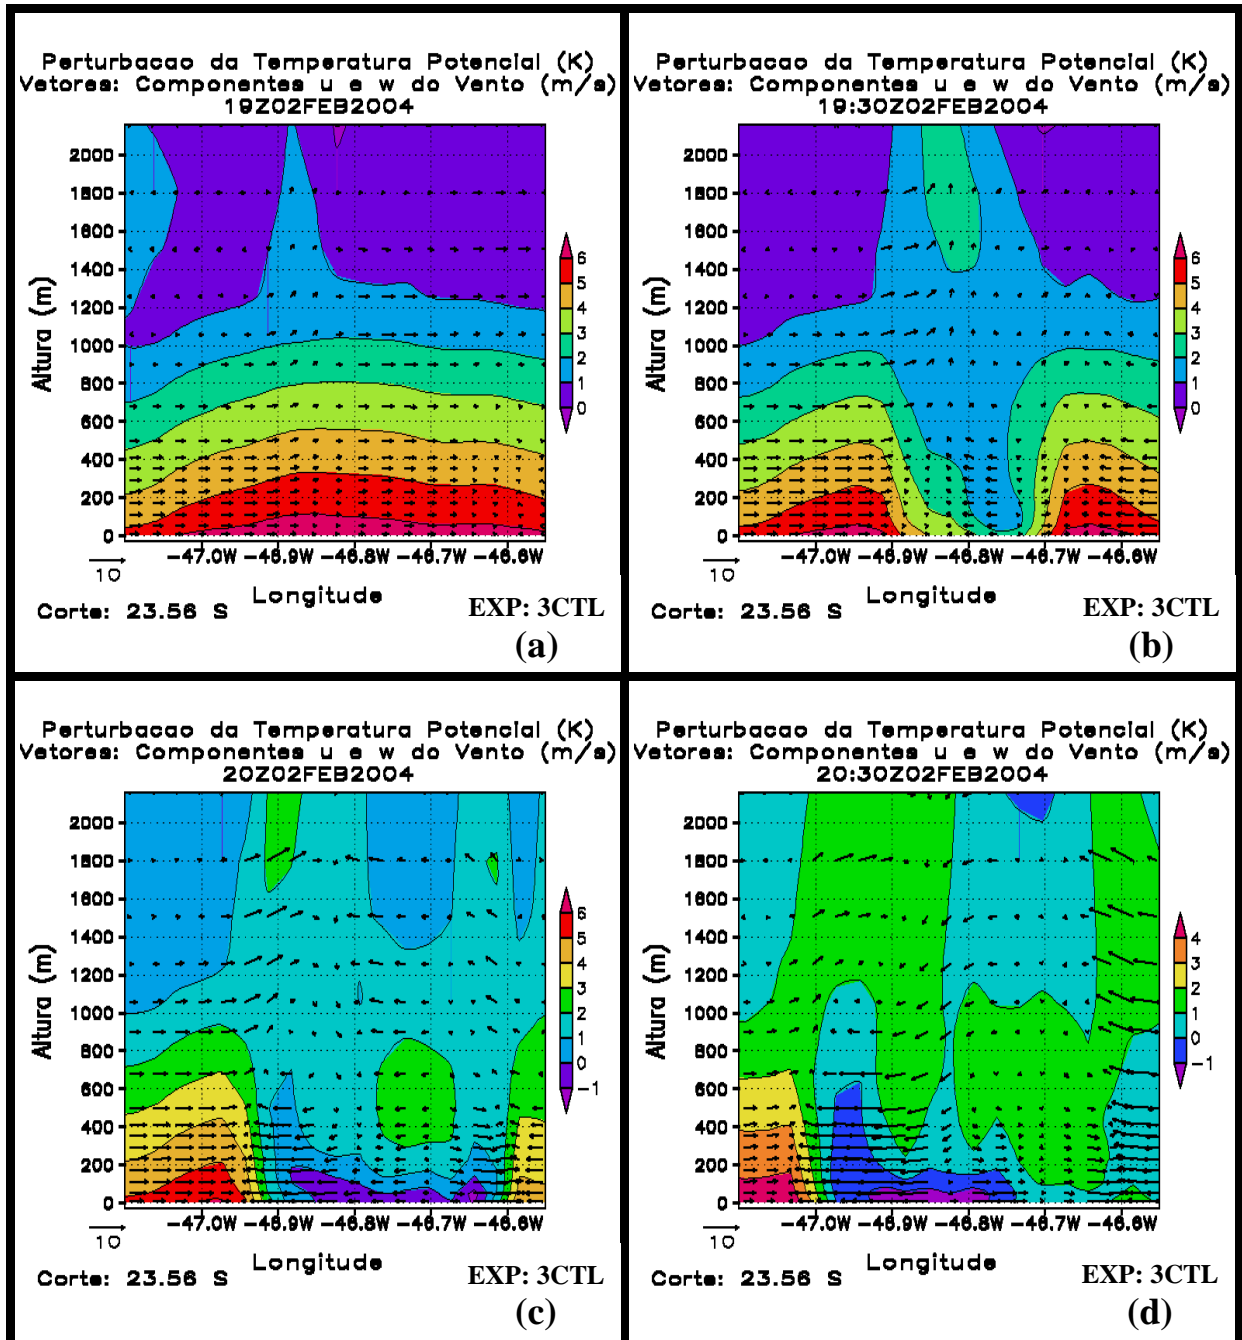 Perturbacao da Temperatura Potencial (K)
Vetores: Componentes u e w do Vento (m/s)
19Z02FEB2004
2000
1800
1600
1400
1200
1000
800
600
400
200
0
Altura (m)
6
5
4
3
2
1
0
-47.0W -46.9W -46.8W -46.7W -46.6W
10
Longitude
Corte: 23.56 S
EXP: 3CTL
(a)
Perturbacao da Temperatura Potencial (K)
Vetores: Componentes u e w do Vento (m/s)
19:30Z02FEB2004
2000
1800
1600
1400
1200
1000
800
600
400
200
0
Altura (m)
6
5
4
3
2
1
0
-47.0W -46.9W -46.8W -46.7W -46.6W
10
Longitude
Corte: 23.56 S
EXP: 3CTL
(b)
Perturbacao da Temperatura Potencial (K)
Vetores: Componentes u e w do Vento (m/s)
20Z02FEB2004
2000
1800
1600
1400
1200
1000
800
600
400
200
0
Altura (m)
6
5
4
3
2
1
0
-1
-47.0W -46.9W -46.8W -46.7W -46.6W
10
Longitude
Corte: 23.56 S
EXP: 3CTL
(c)
Perturbacao da Temperatura Potencial (K)
Vetores: Componentes u e w do Vento (m/s)
20:30Z02FEB2004
2000
1800
1600
1400
1200
1000
800
600
400
200
0
Altura (m)
4
3
2
1
0
-1
-47.0W -46.9W -46.8W -46.7W -46.6W
10
Longitude
Corte: 23.56 S
EXP: 3CTL
(d)